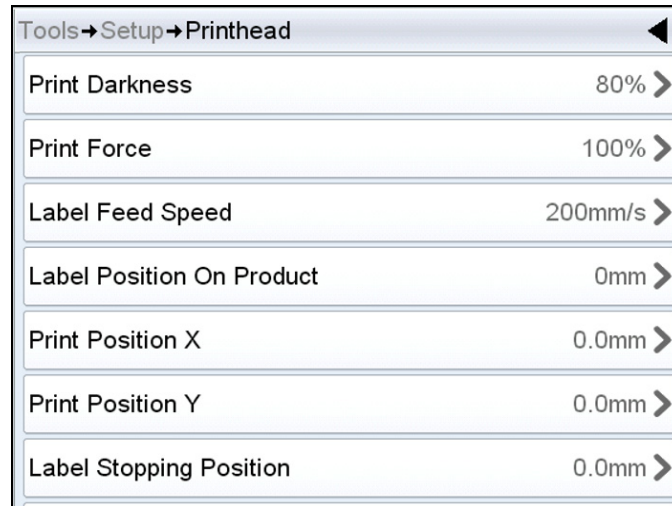 Tools→Setup→Printhead
Print Darkness 80%
Print Force 100%
Label Feed Speed 200mm/s
Label Position On Product 0mm
Print Position X 0.0mm
Print Position Y 0.0mm
Label Stopping Position 0.0mm